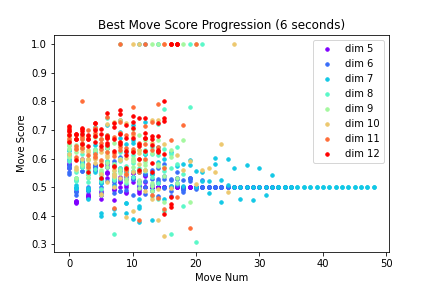 Best Move Score Progression (6 seconds)
Move Score
1.0
0.9
0.8
0.7
0.6
0.5
0.4
0.3
dim 5
dim 6
dim 7
dim 8
dim 9
dim 10
dim 11
dim 12
0 10 20 30 40 50
Move Num